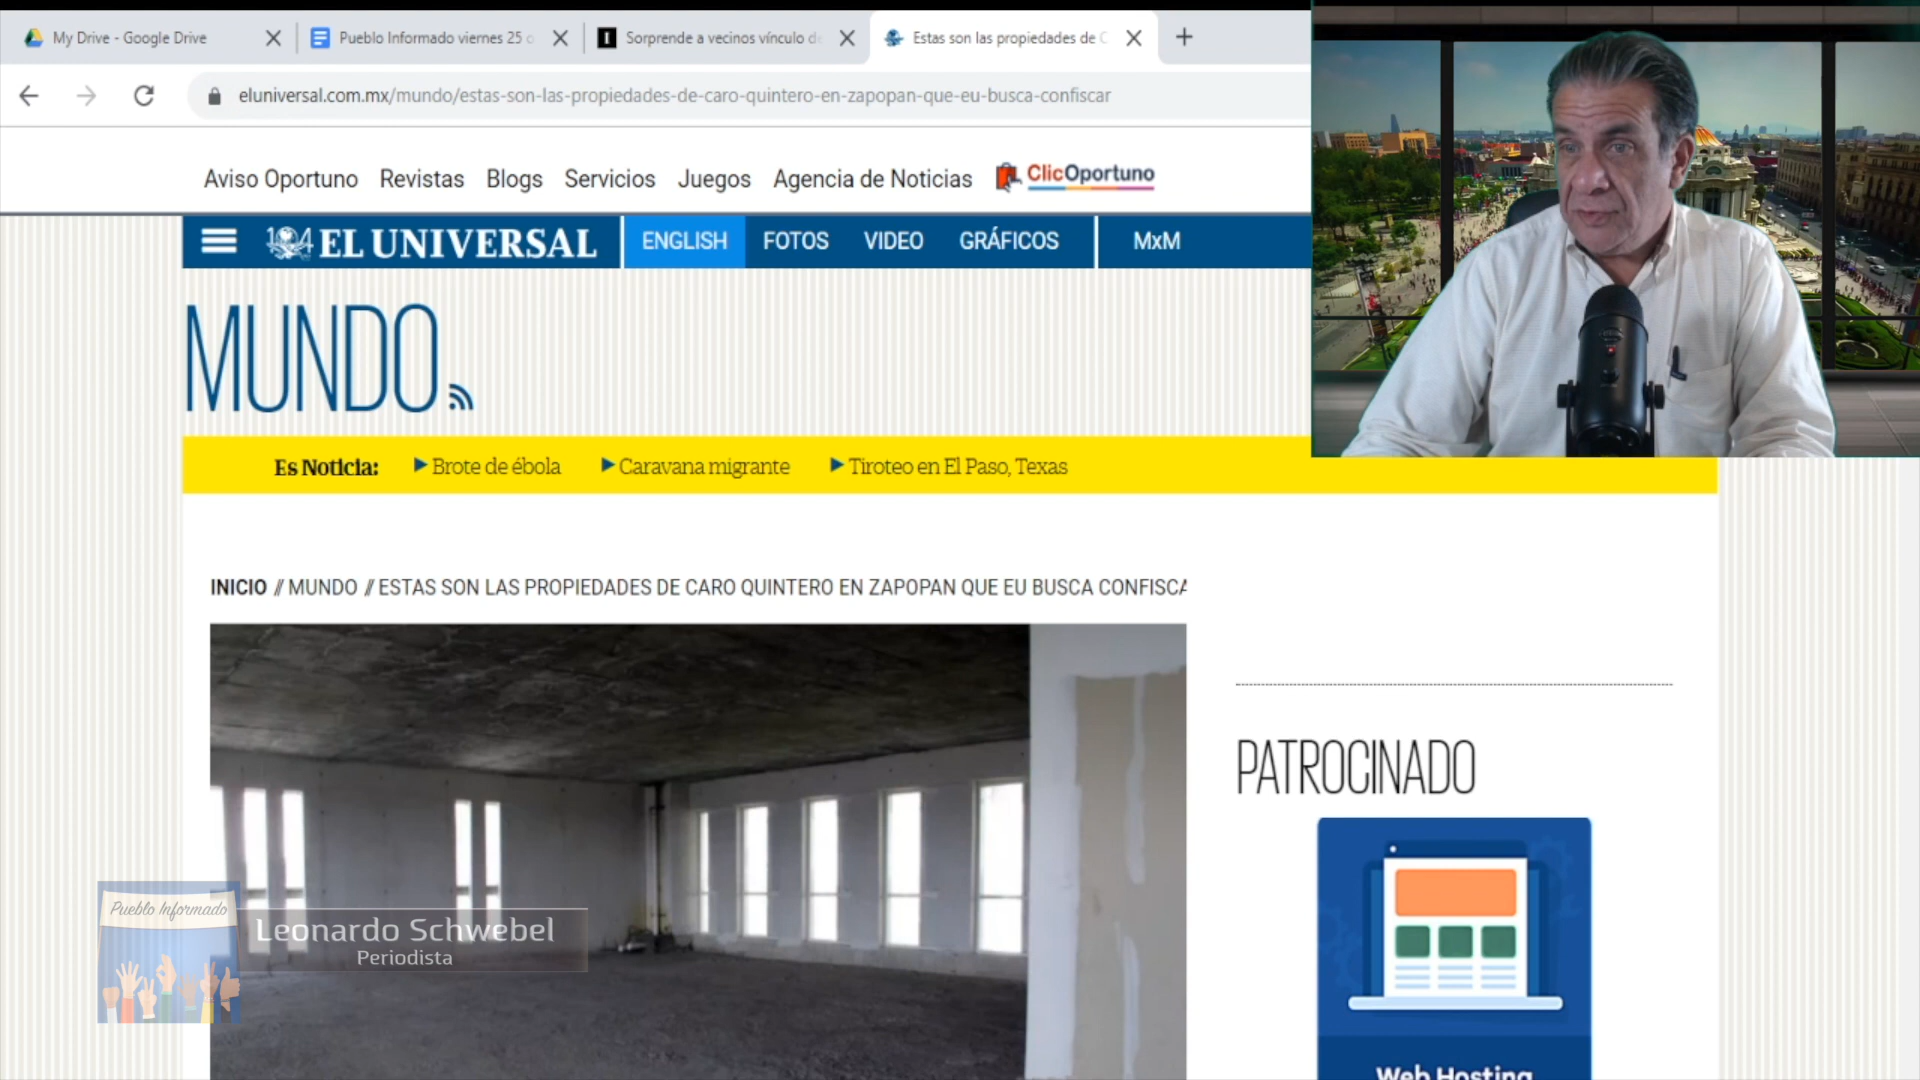 My Drive - Google Drive
Pueblo Informado viernes 25 o
Sorprende a vecinos vínculo d
Estas son las propiedades de C
eluniversal.com.mx/mundo/estas-son-las-propiedades-de-caro-quintero-en-zapopan-que-eu-busca-confiscar
Aviso Oportuno Revistas Blogs Servicios Juegos Agencia de Noticias ClicOportuno
104 EL UNIVERSAL ENGLISH FOTOS VIDEO GRÁFICOS MxM
MUNDO
Es Noticia: Brote de ébola Caravana migrante Tiroteo en El Paso, Texas
INICIO // MUNDO // ESTAS SON LAS PROPIEDADES DE CARO QUINTERO EN ZAPOPAN QUE EU BUSCA CONFISCA
PATROCINADO
Pueblo Informado
Leonardo Schwebel
Periodista
Web Hosting